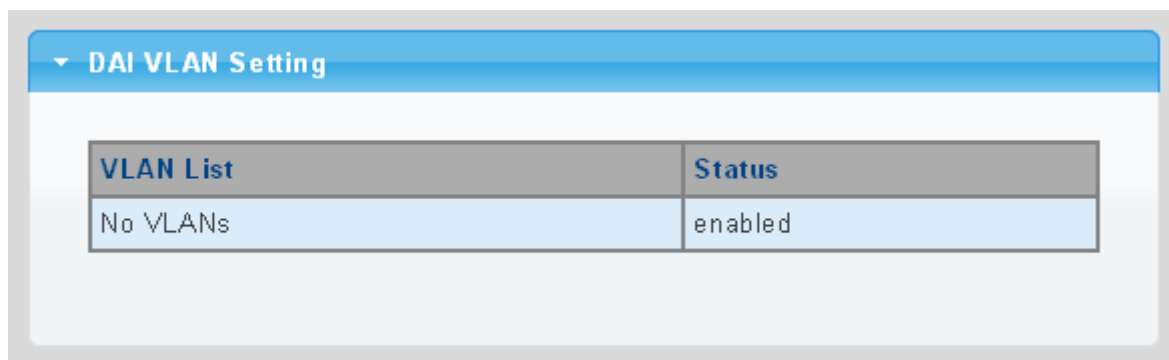 DAI VLAN Setting
VLAN List Status
No VLANs enabled